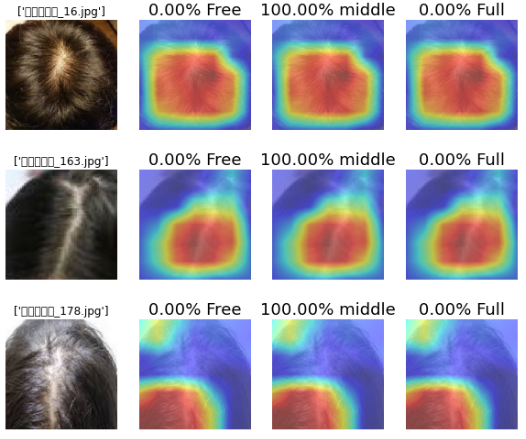 ['□□□□□_16.jpg'] 0.00% Free 100.00% middle 0.00% Full
['□□□□□_163.jpg'] 0.00% Free 100.00% middle 0.00% Full
['□□□□□_178.jpg'] 0.00% Free 100.00% middle 0.00% Full